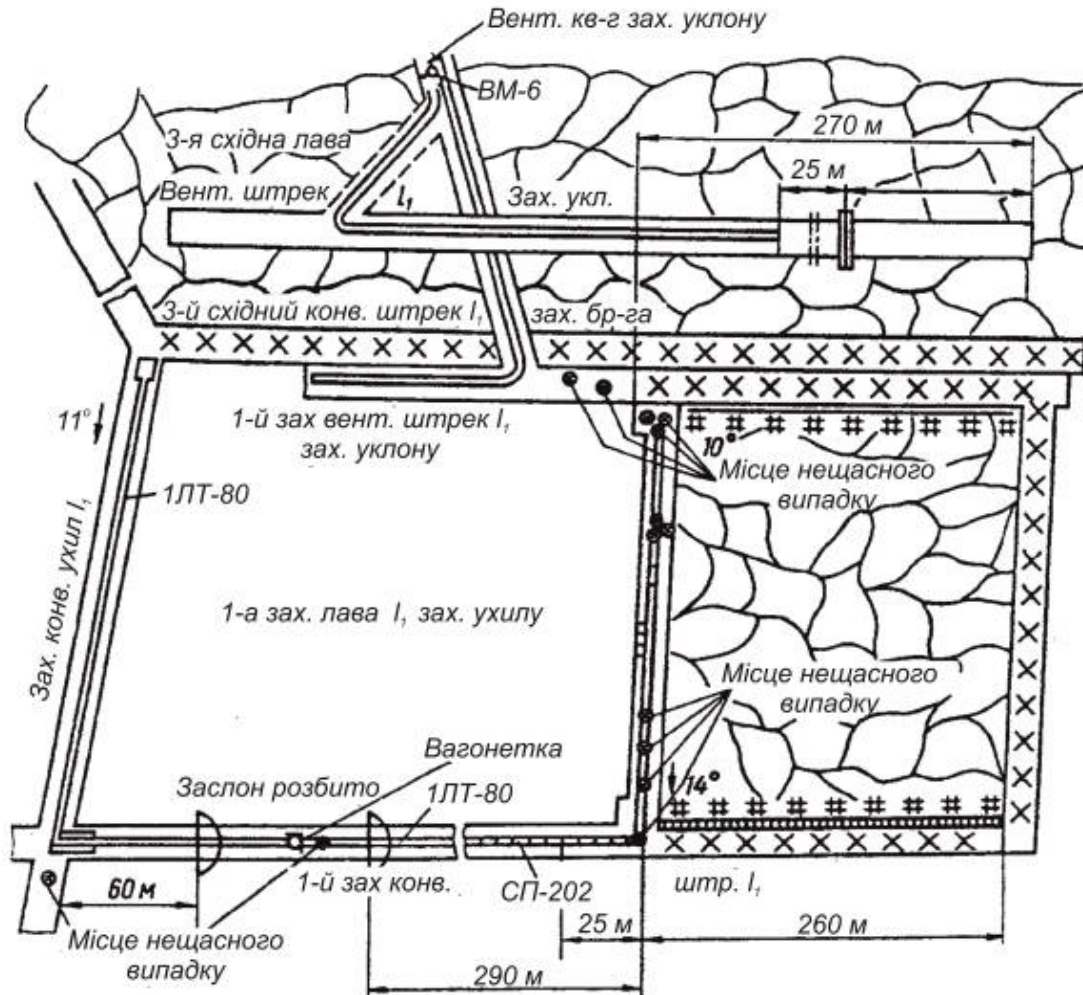 Вент. кв-г зах. уклону
ВМ-6
270 м
3-я східна лава
25 м
Вент. штрек
l₁
Зах. укл.
3-й східний конв. штрек l₁
зах. бр-га
11°
1-й зах вент. штрек l₁
зах. уклону
10°
Місце нещасного
випадку
1ЛТ-80
Зах. конв. ухил l₁
1-а зах. лава l, зах. ухилу
Місце нещасного
випадку
Вагонетка
14°
Заслон розбито
1ЛТ-80
1-й зах конв.
СП-202
штр. l₁
60 м
25 м
260 м
Місце нещасного
випадку
290 м